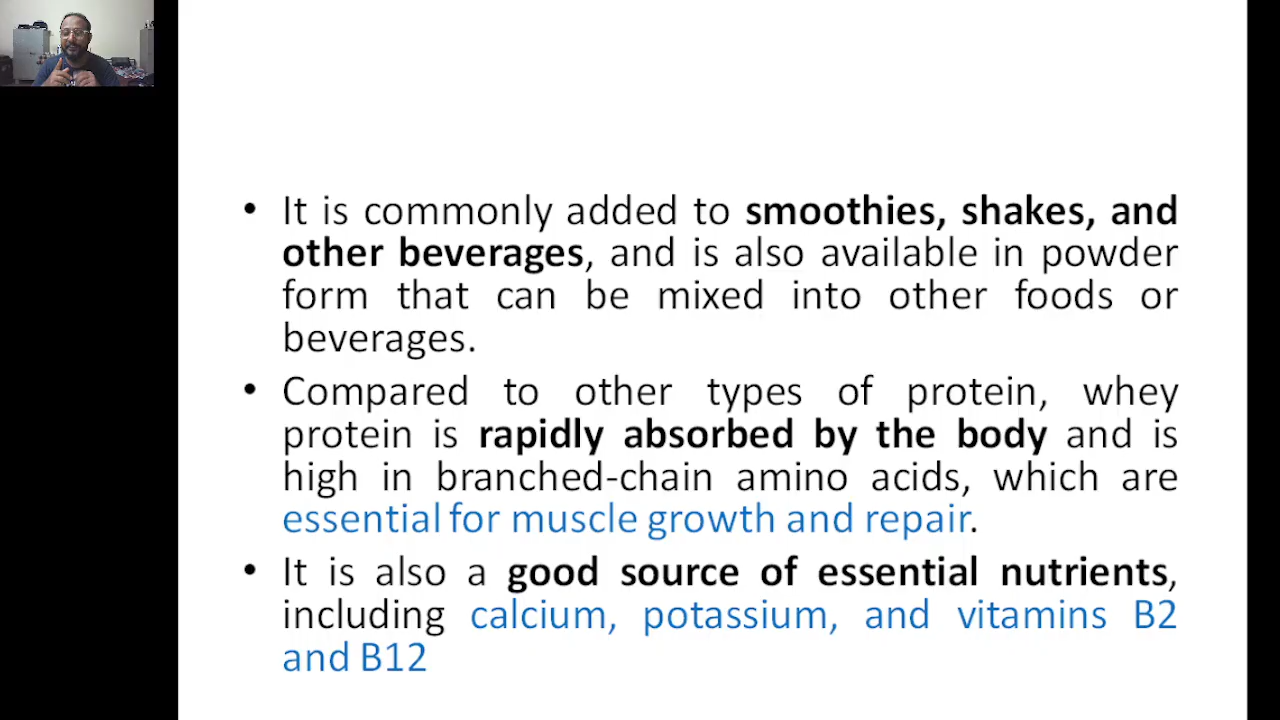 • It is commonly added to smoothies, shakes, and
other beverages, and is also available in powder
form that can be mixed into other foods or
beverages.
• Compared to other types of protein, whey
protein is rapidly absorbed by the body and is
high in branched-chain amino acids, which are
essential for muscle growth and repair.
• It is also a good source of essential nutrients,
including calcium, potassium, and vitamins B2
and B12